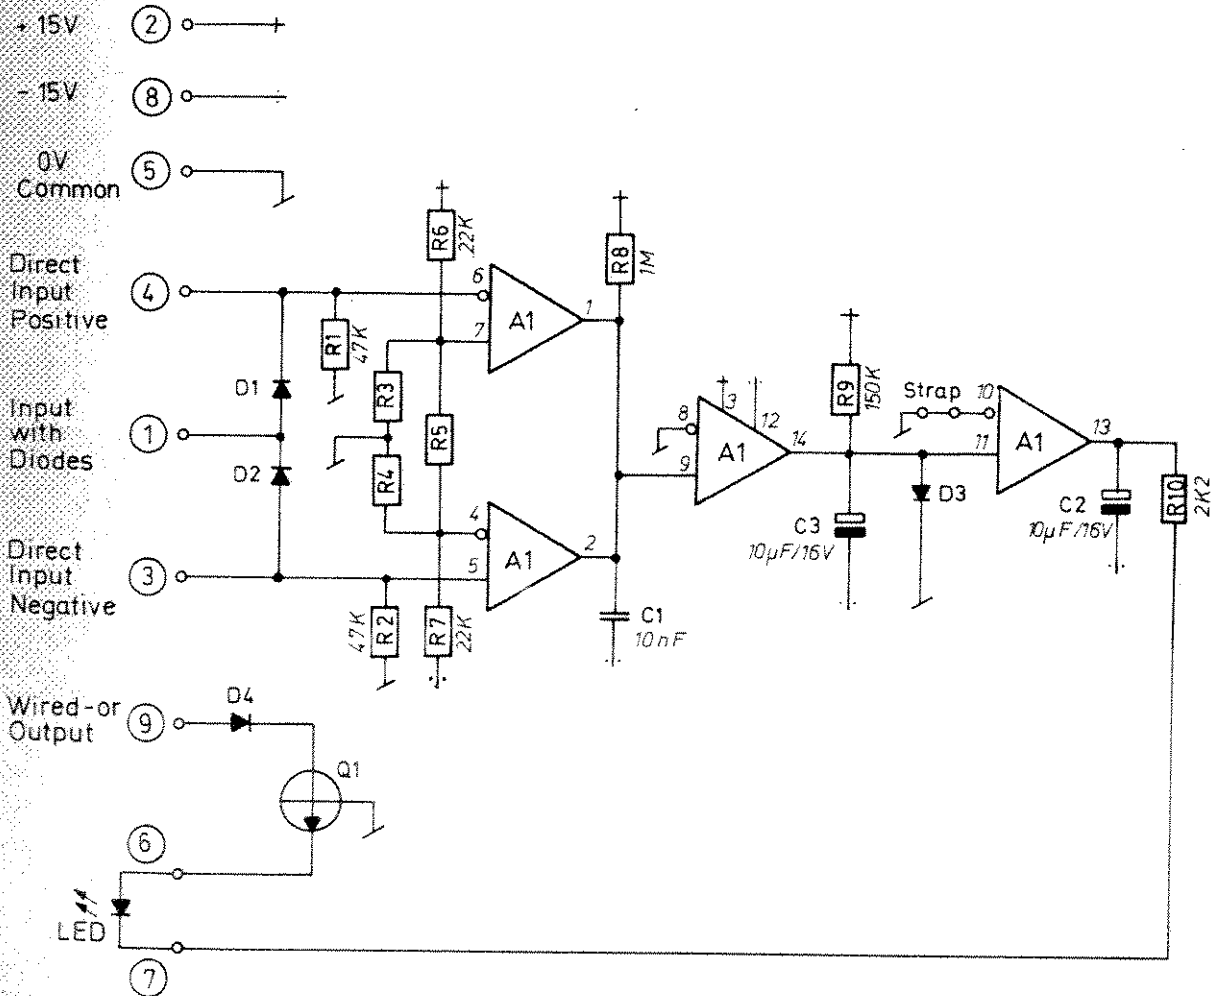 + 15V ②
+
- 15V ⑧
0V
Common ⑤
Direct
Input
Positive ④
Input
with
Diodes ①
Direct
Input
Negative ③
Wired-or
Output ⑨
D1
D2
R1
47K
R3
R4
R6
22K
R5
R7
22K
R2
47K
6
7
A1
1
4
5
A1
2
+
R8
1M
C1
10nF
8
9
+
3
12
A1
14
+
R9
150K
C3
10µF/16V
D3
Strap
10
11
A1
13
C2
10µF/16V
R10
2K2
D4
Q1
⑥
LED
⑦